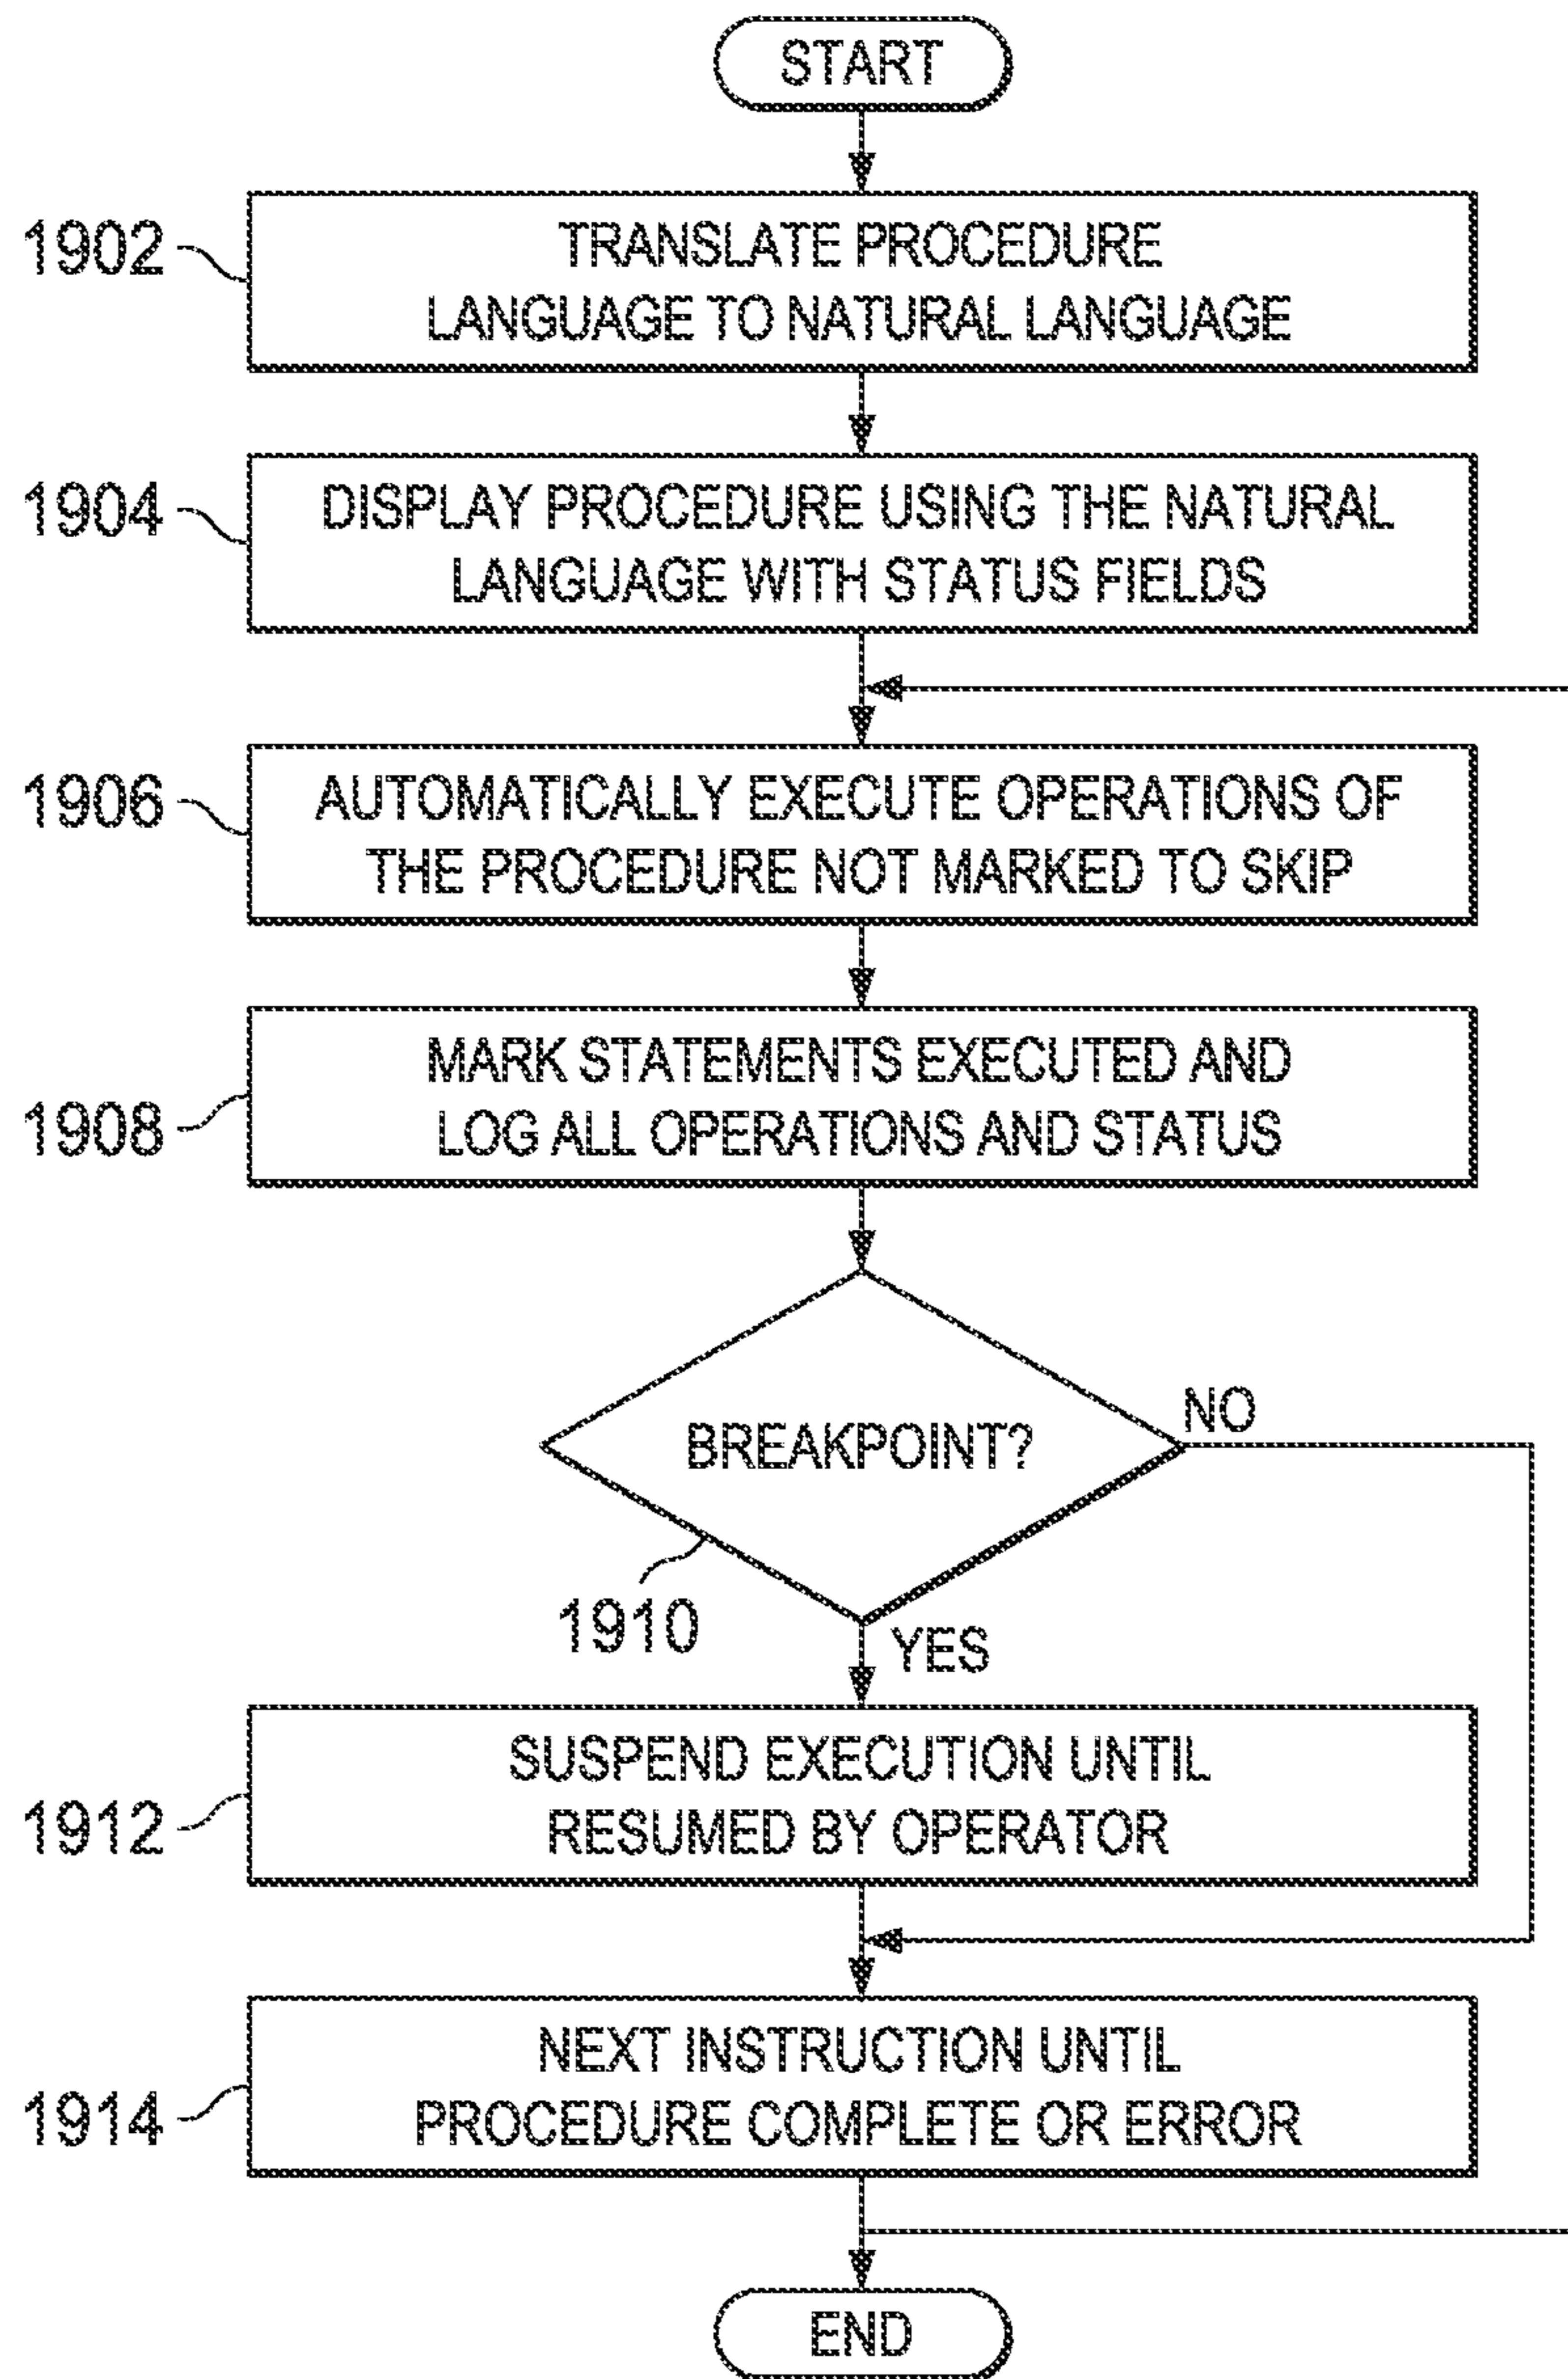 START
1902
TRANSLATE PROCEDURE
LANGUAGE TO NATURAL LANGUAGE
1904
DISPLAY PROCEDURE USING THE NATURAL
LANGUAGE WITH STATUS FIELDS
1906
AUTOMATICALLY EXECUTE OPERATIONS OF
THE PROCEDURE NOT MARKED TO SKIP
1908
MARK STATEMENTS EXECUTED AND
LOG ALL OPERATIONS AND STATUS
BREAKPOINT?
NO
1910
YES
1912
SUSPEND EXECUTION UNTIL
RESUMED BY OPERATOR
1914
NEXT INSTRUCTION UNTIL
PROCEDURE COMPLETE OR ERROR
END